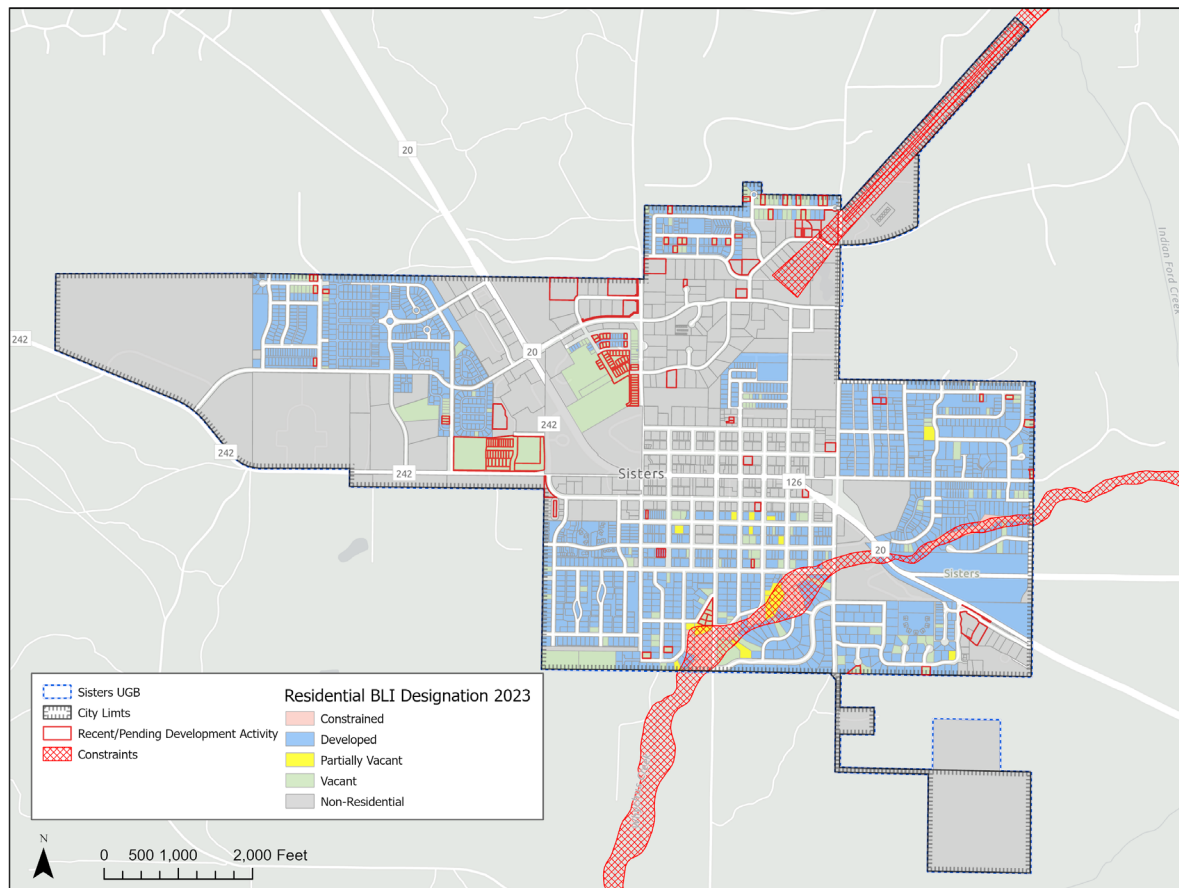 20
Indian Ford Creek
242
20
242
242
242
Sisters
126
20
Sisters
Sisters UGB
City Limts
Recent/Pending Development Activity
Constraints
Residential BLI Designation 2023
Constrained
Developed
Partially Vacant
Vacant
Non-Residential
N
0 500 1,000 2,000 Feet